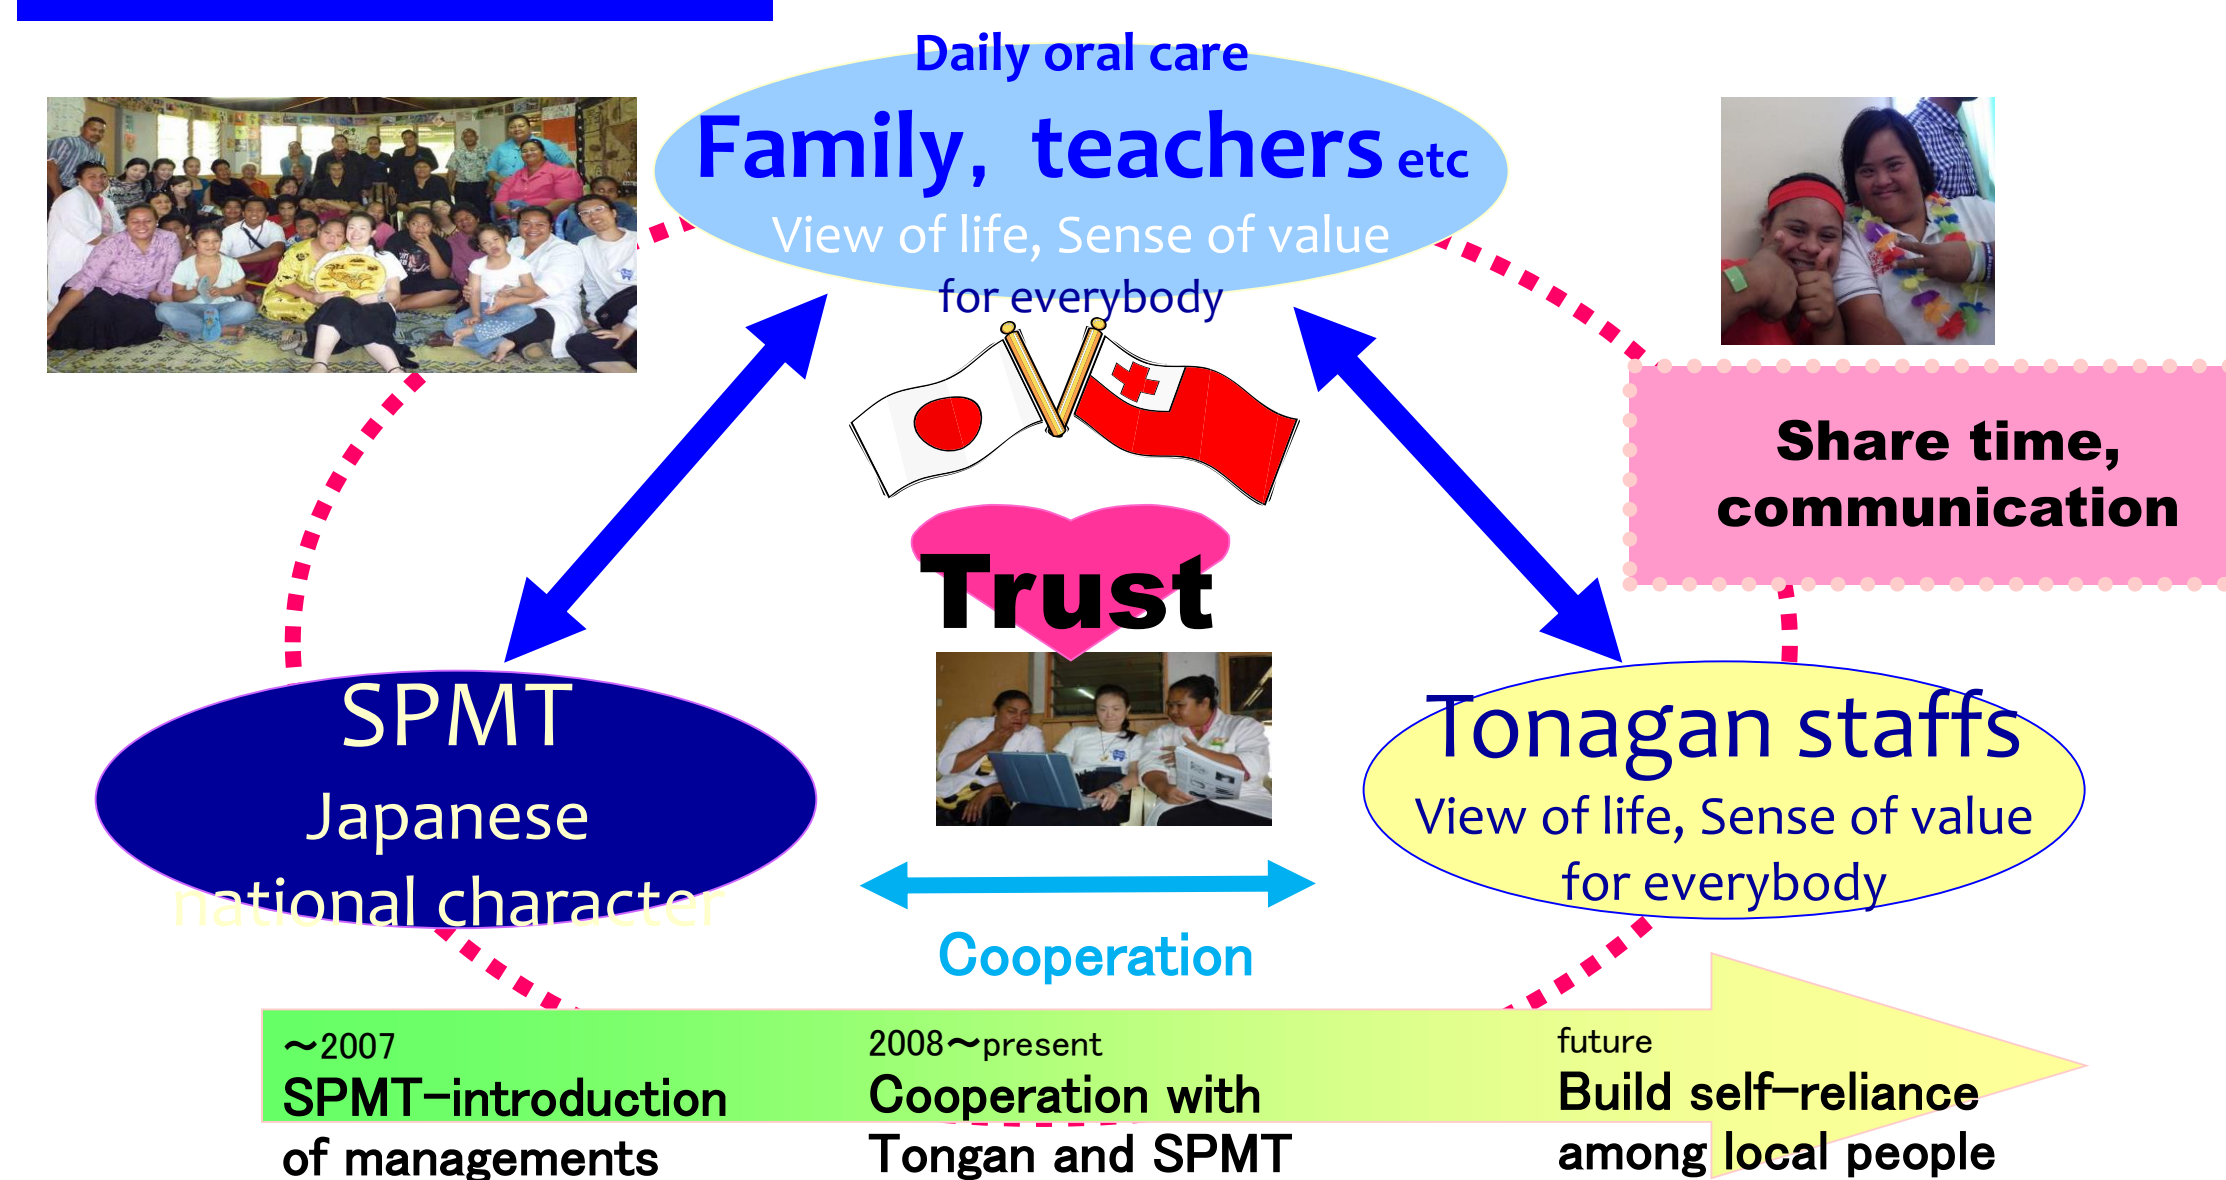 Daily oral care
Family, teachers etc
View of life, Sense of value
for everybody
Share time,
communication
Trust
SPMT
Japanese
national character
Tonagan staffs
View of life, Sense of value
for everybody
Cooperation
～2007
SPMT-introduction
of managements
2008～present
Cooperation with
Tongan and SPMT
future
Build self-reliance
among local people